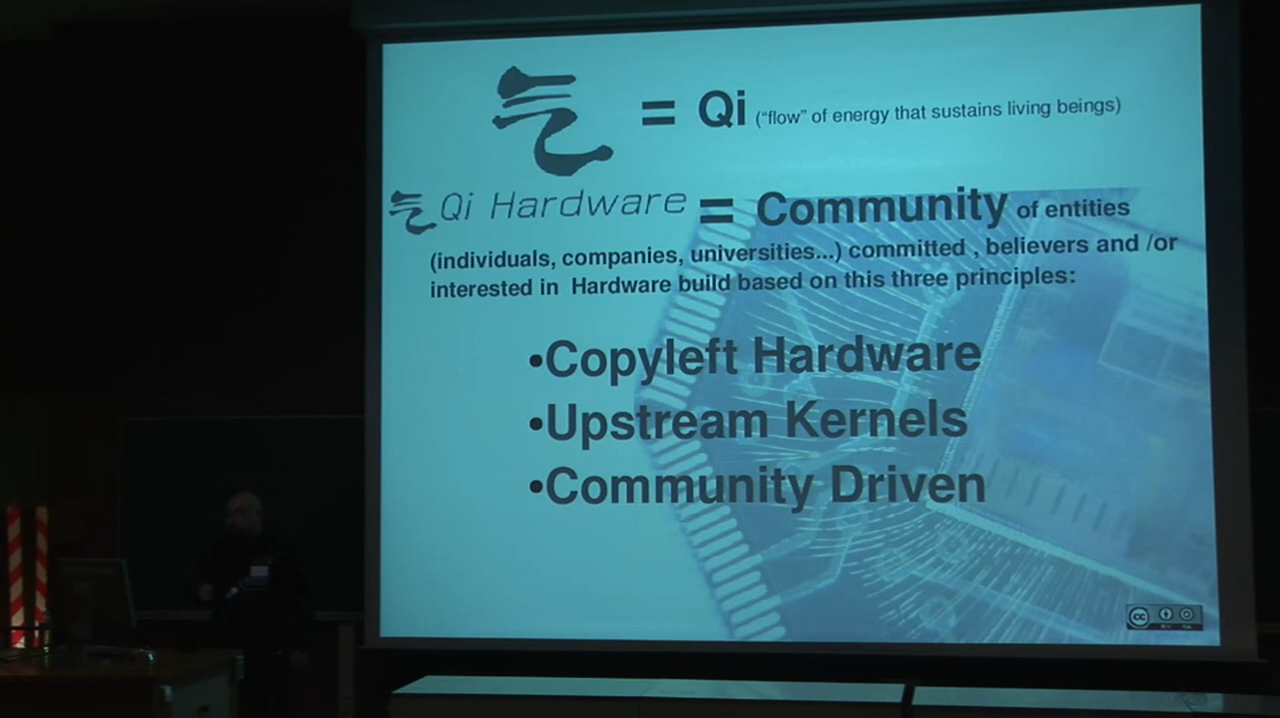 气 = Qi (“flow” of energy that sustains living beings)
气 Qi Hardware = Community of entities
(individuals, companies, universities...) committed , believers and /or
interested in Hardware build based on this three principles:
•Copyleft Hardware
•Upstream Kernels
•Community Driven
cc